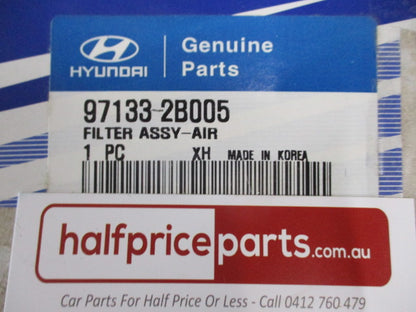 HYUNDAI
Genuine
Parts
97133-2B005
FILTER ASSY-AIR
1 PC XH MADE IN KOREA
halfpriceparts.com.au
Car Parts For Half Price Or Less - Call 0412 760 479